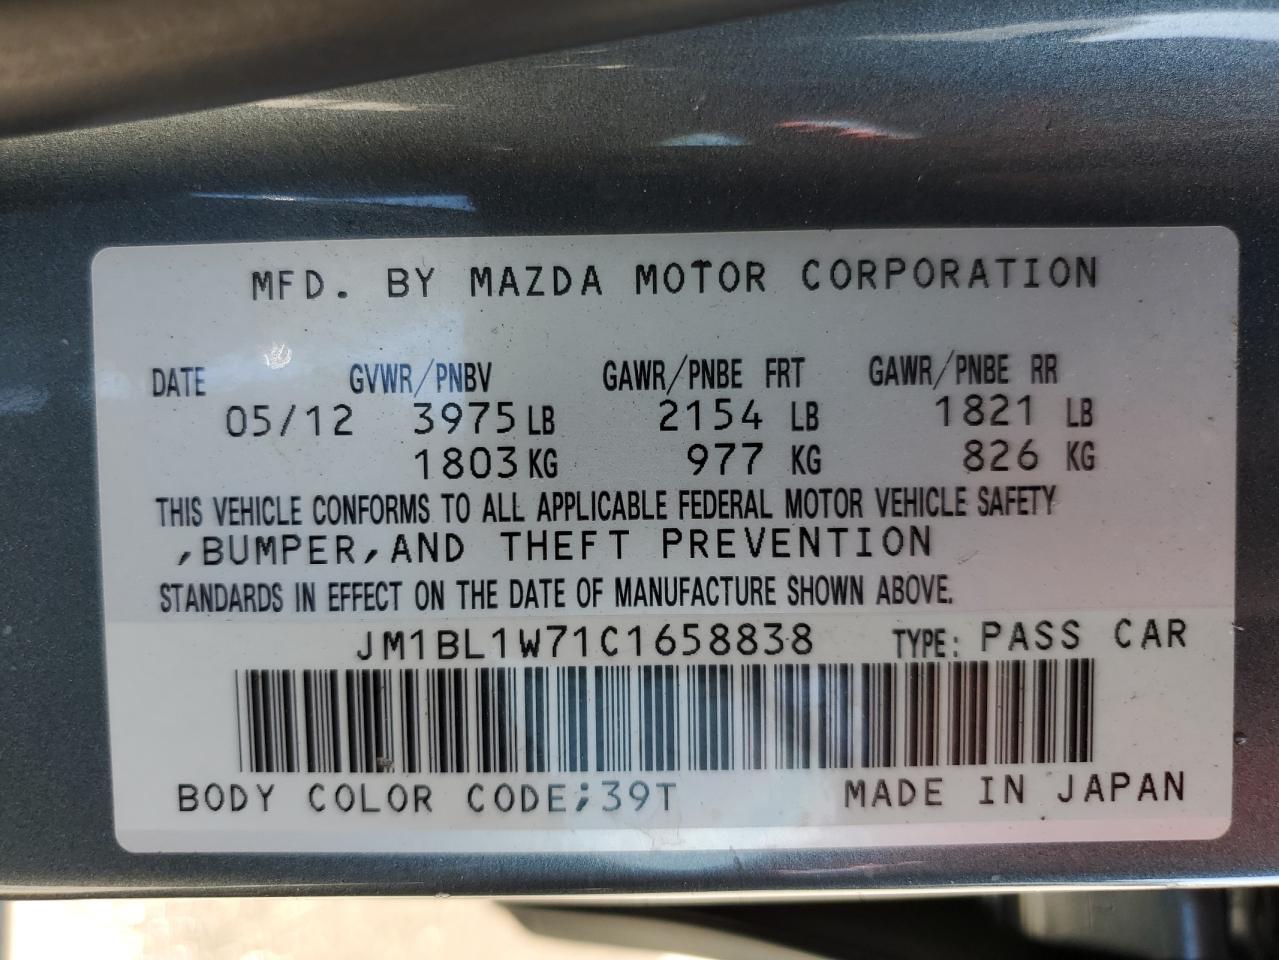 MFD. BY MAZDA MOTOR CORPORATION
DATE GVWR/PNBV GAWR/PNBE FRT GAWR/PNBE RR
05/12 3975 LB 2154 LB 1821 LB
1803 KG 977 KG 826 KG
THIS VEHICLE CONFORMS TO ALL APPLICABLE FEDERAL MOTOR VEHICLE SAFETY
,BUMPER,AND THEFT PREVENTION
STANDARDS IN EFFECT ON THE DATE OF MANUFACTURE SHOWN ABOVE.
JM1BL1W71C1658838 TYPE: PASS CAR
BODY COLOR CODE;39T MADE IN JAPAN